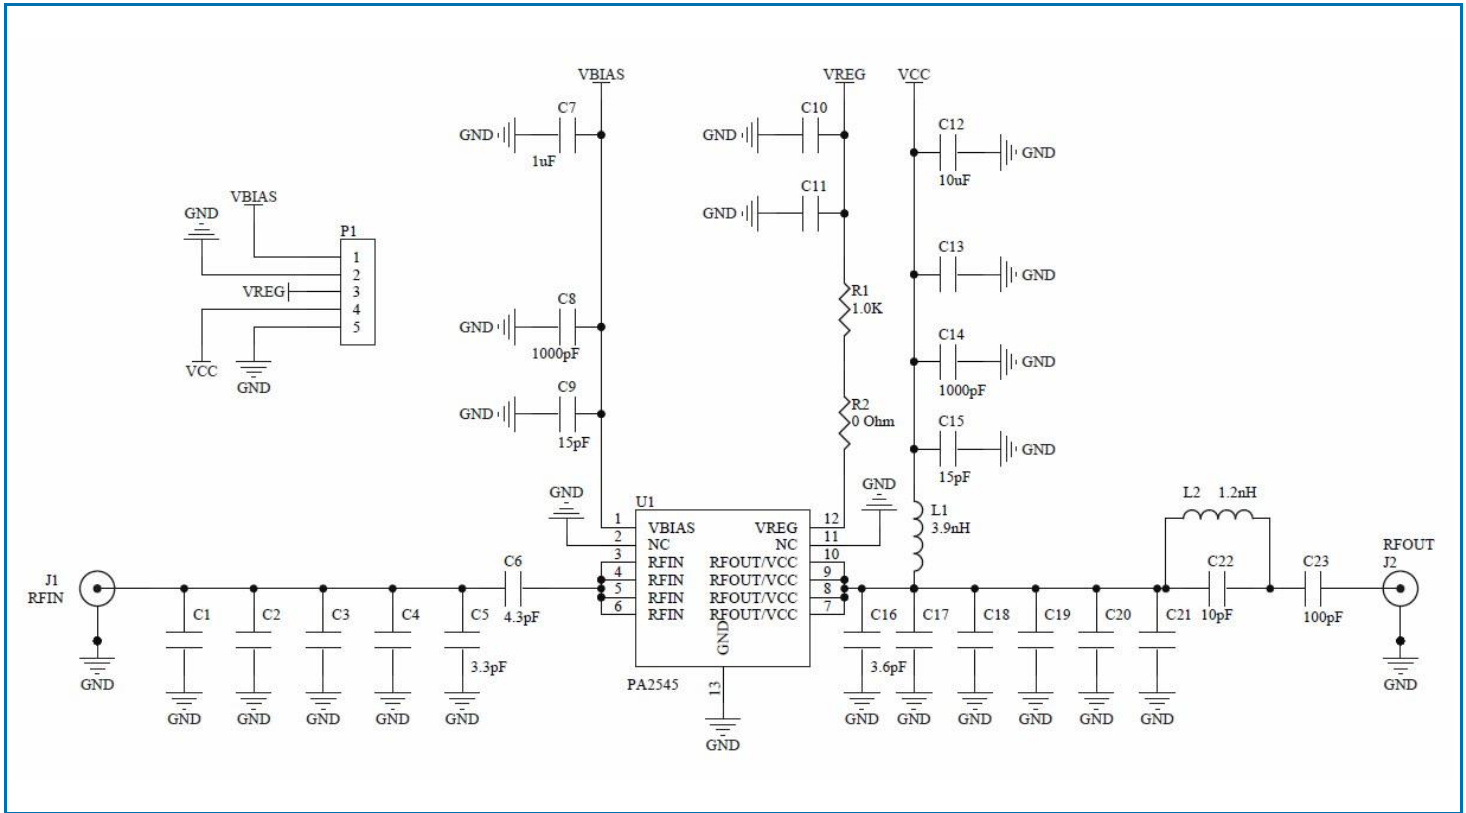 VBIAS
VREG
VCC
C7
GND
1uF
C10
GND
C12
GND
10uF
C11
GND
VBIAS
GND
P1
1
2
VREG
3
4
5
VCC
GND
C13
GND
C8
GND
1000pF
R1
1.0K
C14
GND
1000pF
C9
GND
15pF
R2
0 Ohm
C15
GND
15pF
GND
U1
GND
L1
3.9nH
L2 1.2nH
1 VBIAS VREG 12
2 NC NC 11
3 RFIN RFOUT/VCC 10
4 RFIN RFOUT/VCC 9
5 RFIN RFOUT/VCC 8
6 RFIN RFOUT/VCC 7
GND
13
PA2545
GND
J1
RFIN
GND
C1
C2
C3
C4
C5
3.3pF
C6
4.3pF
GND
GND
GND
GND
GND
C16
3.6pF
C17
C18
C19
C20
C21
GND
GND
GND
GND
GND
GND
C22
10pF
C23
100pF
RFOUT
J2
GND